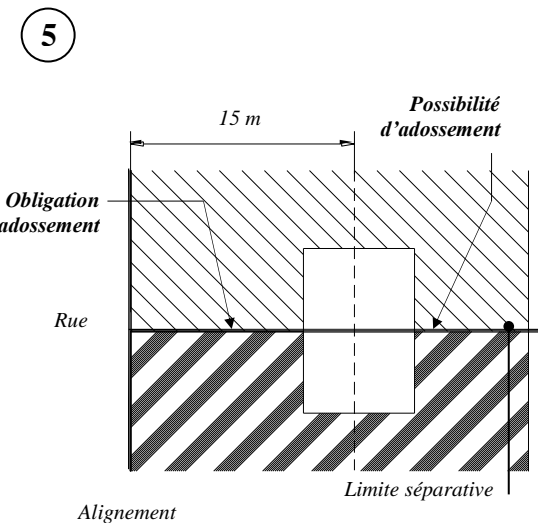 5
Possibilité
d'adossement
15 m
Obligation
adossement
Rue
Limite séparative
Alignement